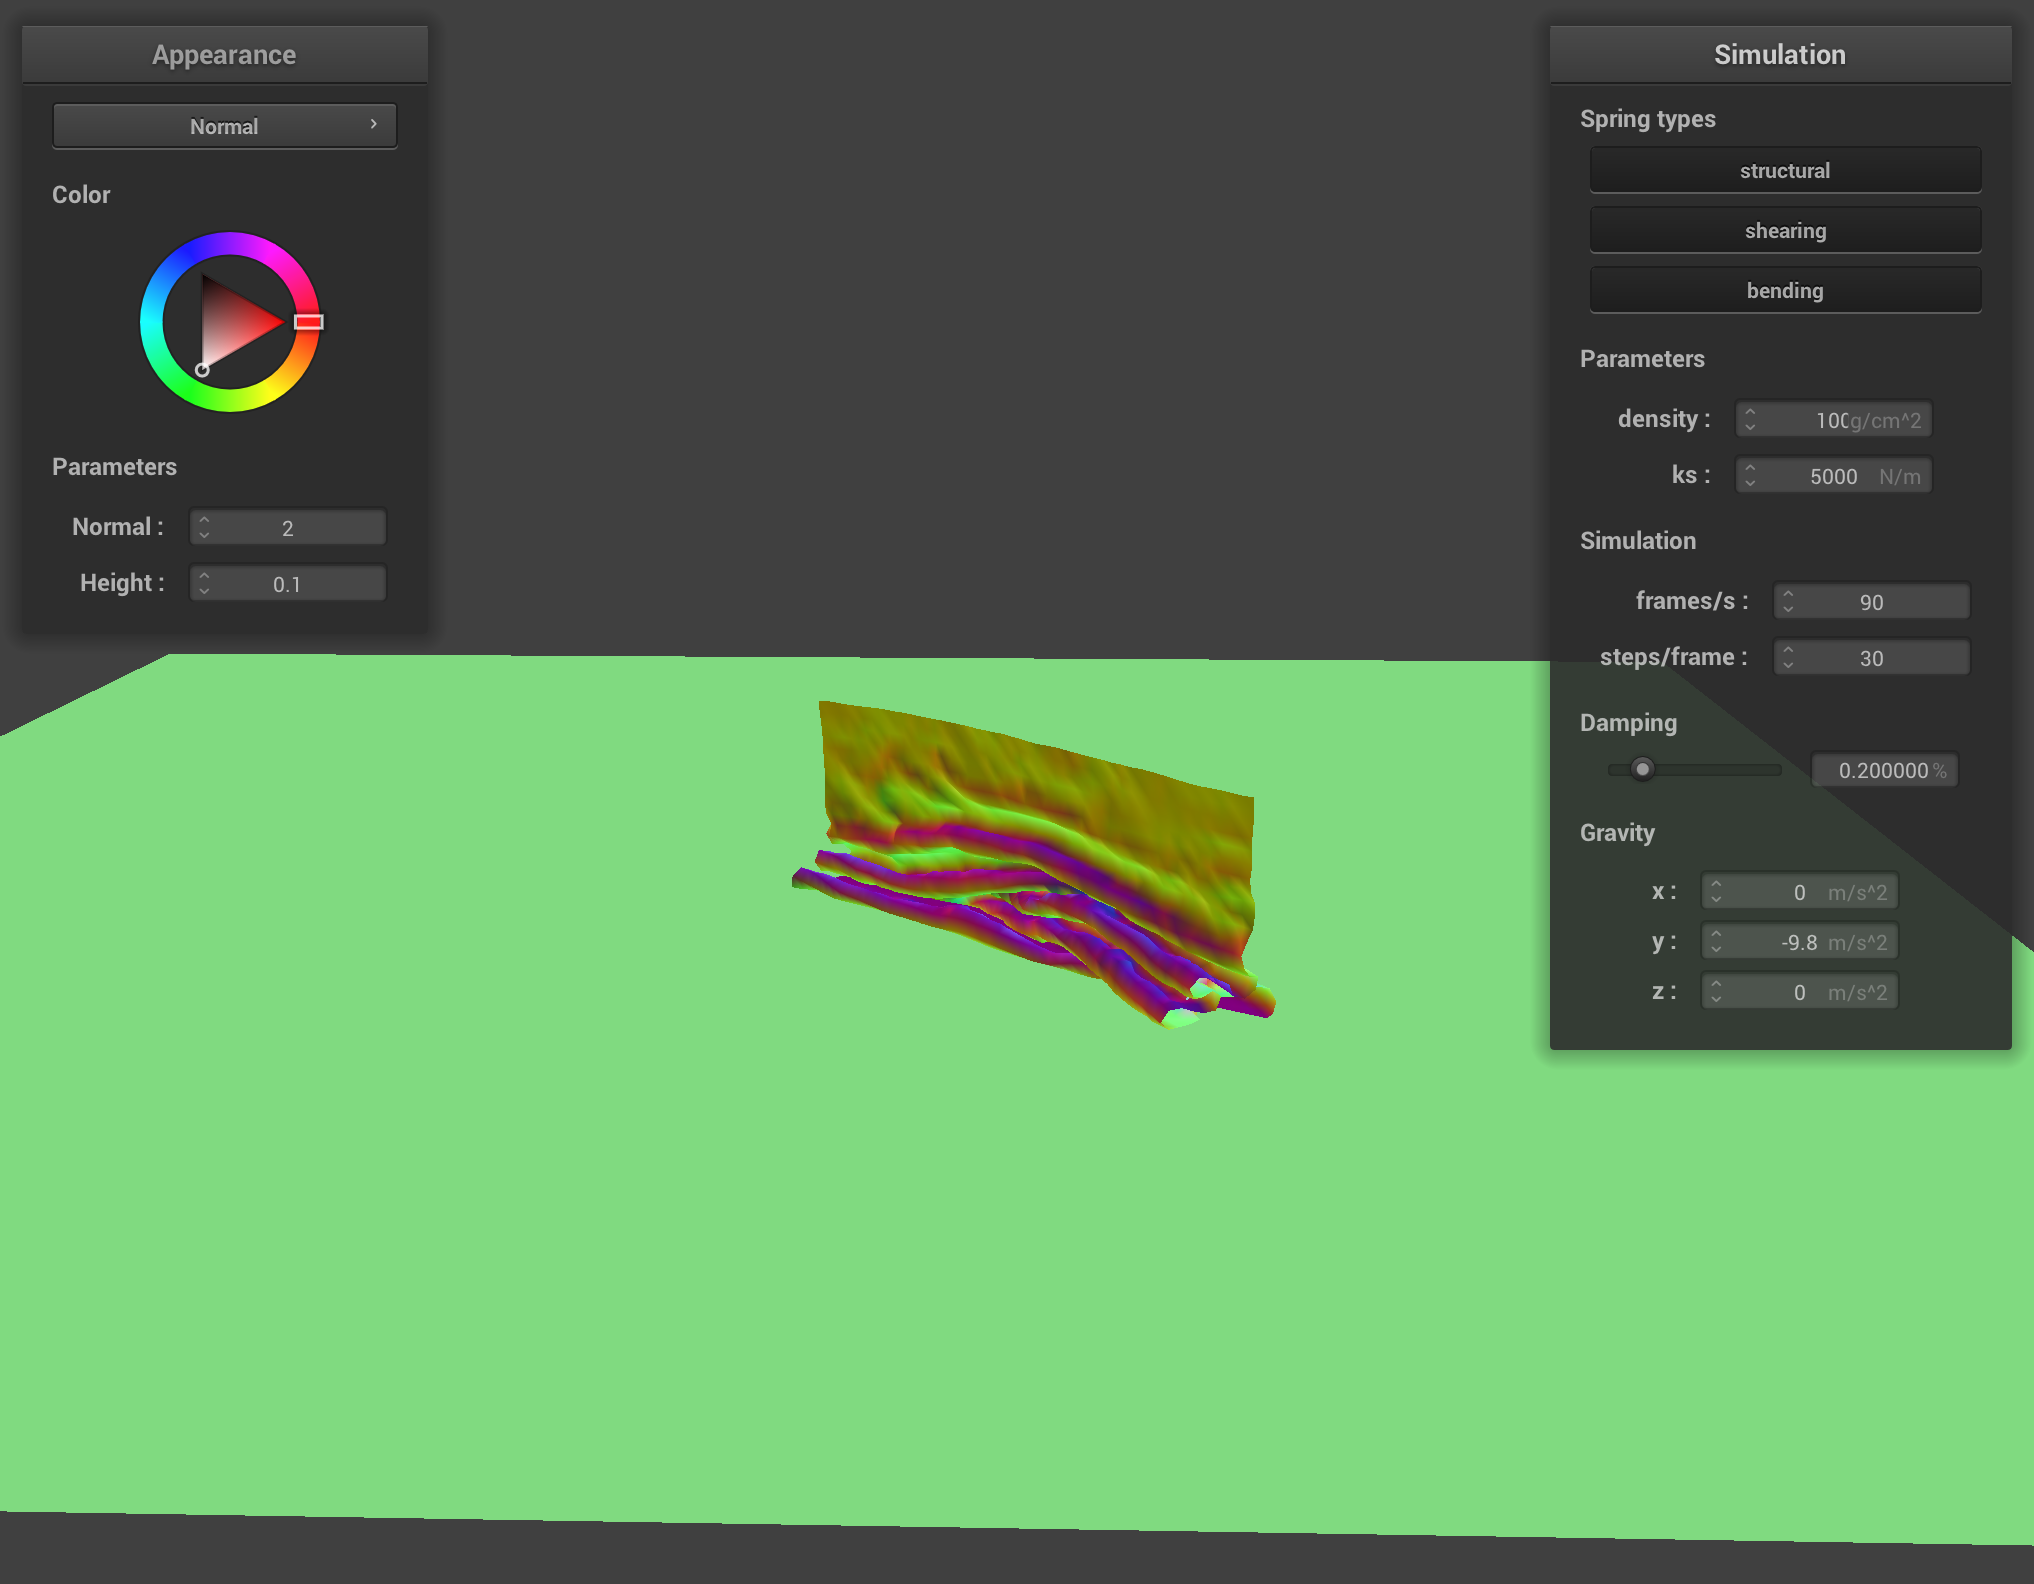 Appearance
Normal
Color
Parameters
Normal : 2
Height : 0.1
Simulation
Spring types
structural
shearing
bending
Parameters
density : 100 g/cm^2
ks : 5000 N/m
Simulation
frames/s : 90
steps/frame : 30
Damping
0.200000 %
Gravity
x : 0 m/s^2
y : -9.8 m/s^2
z : 0 m/s^2